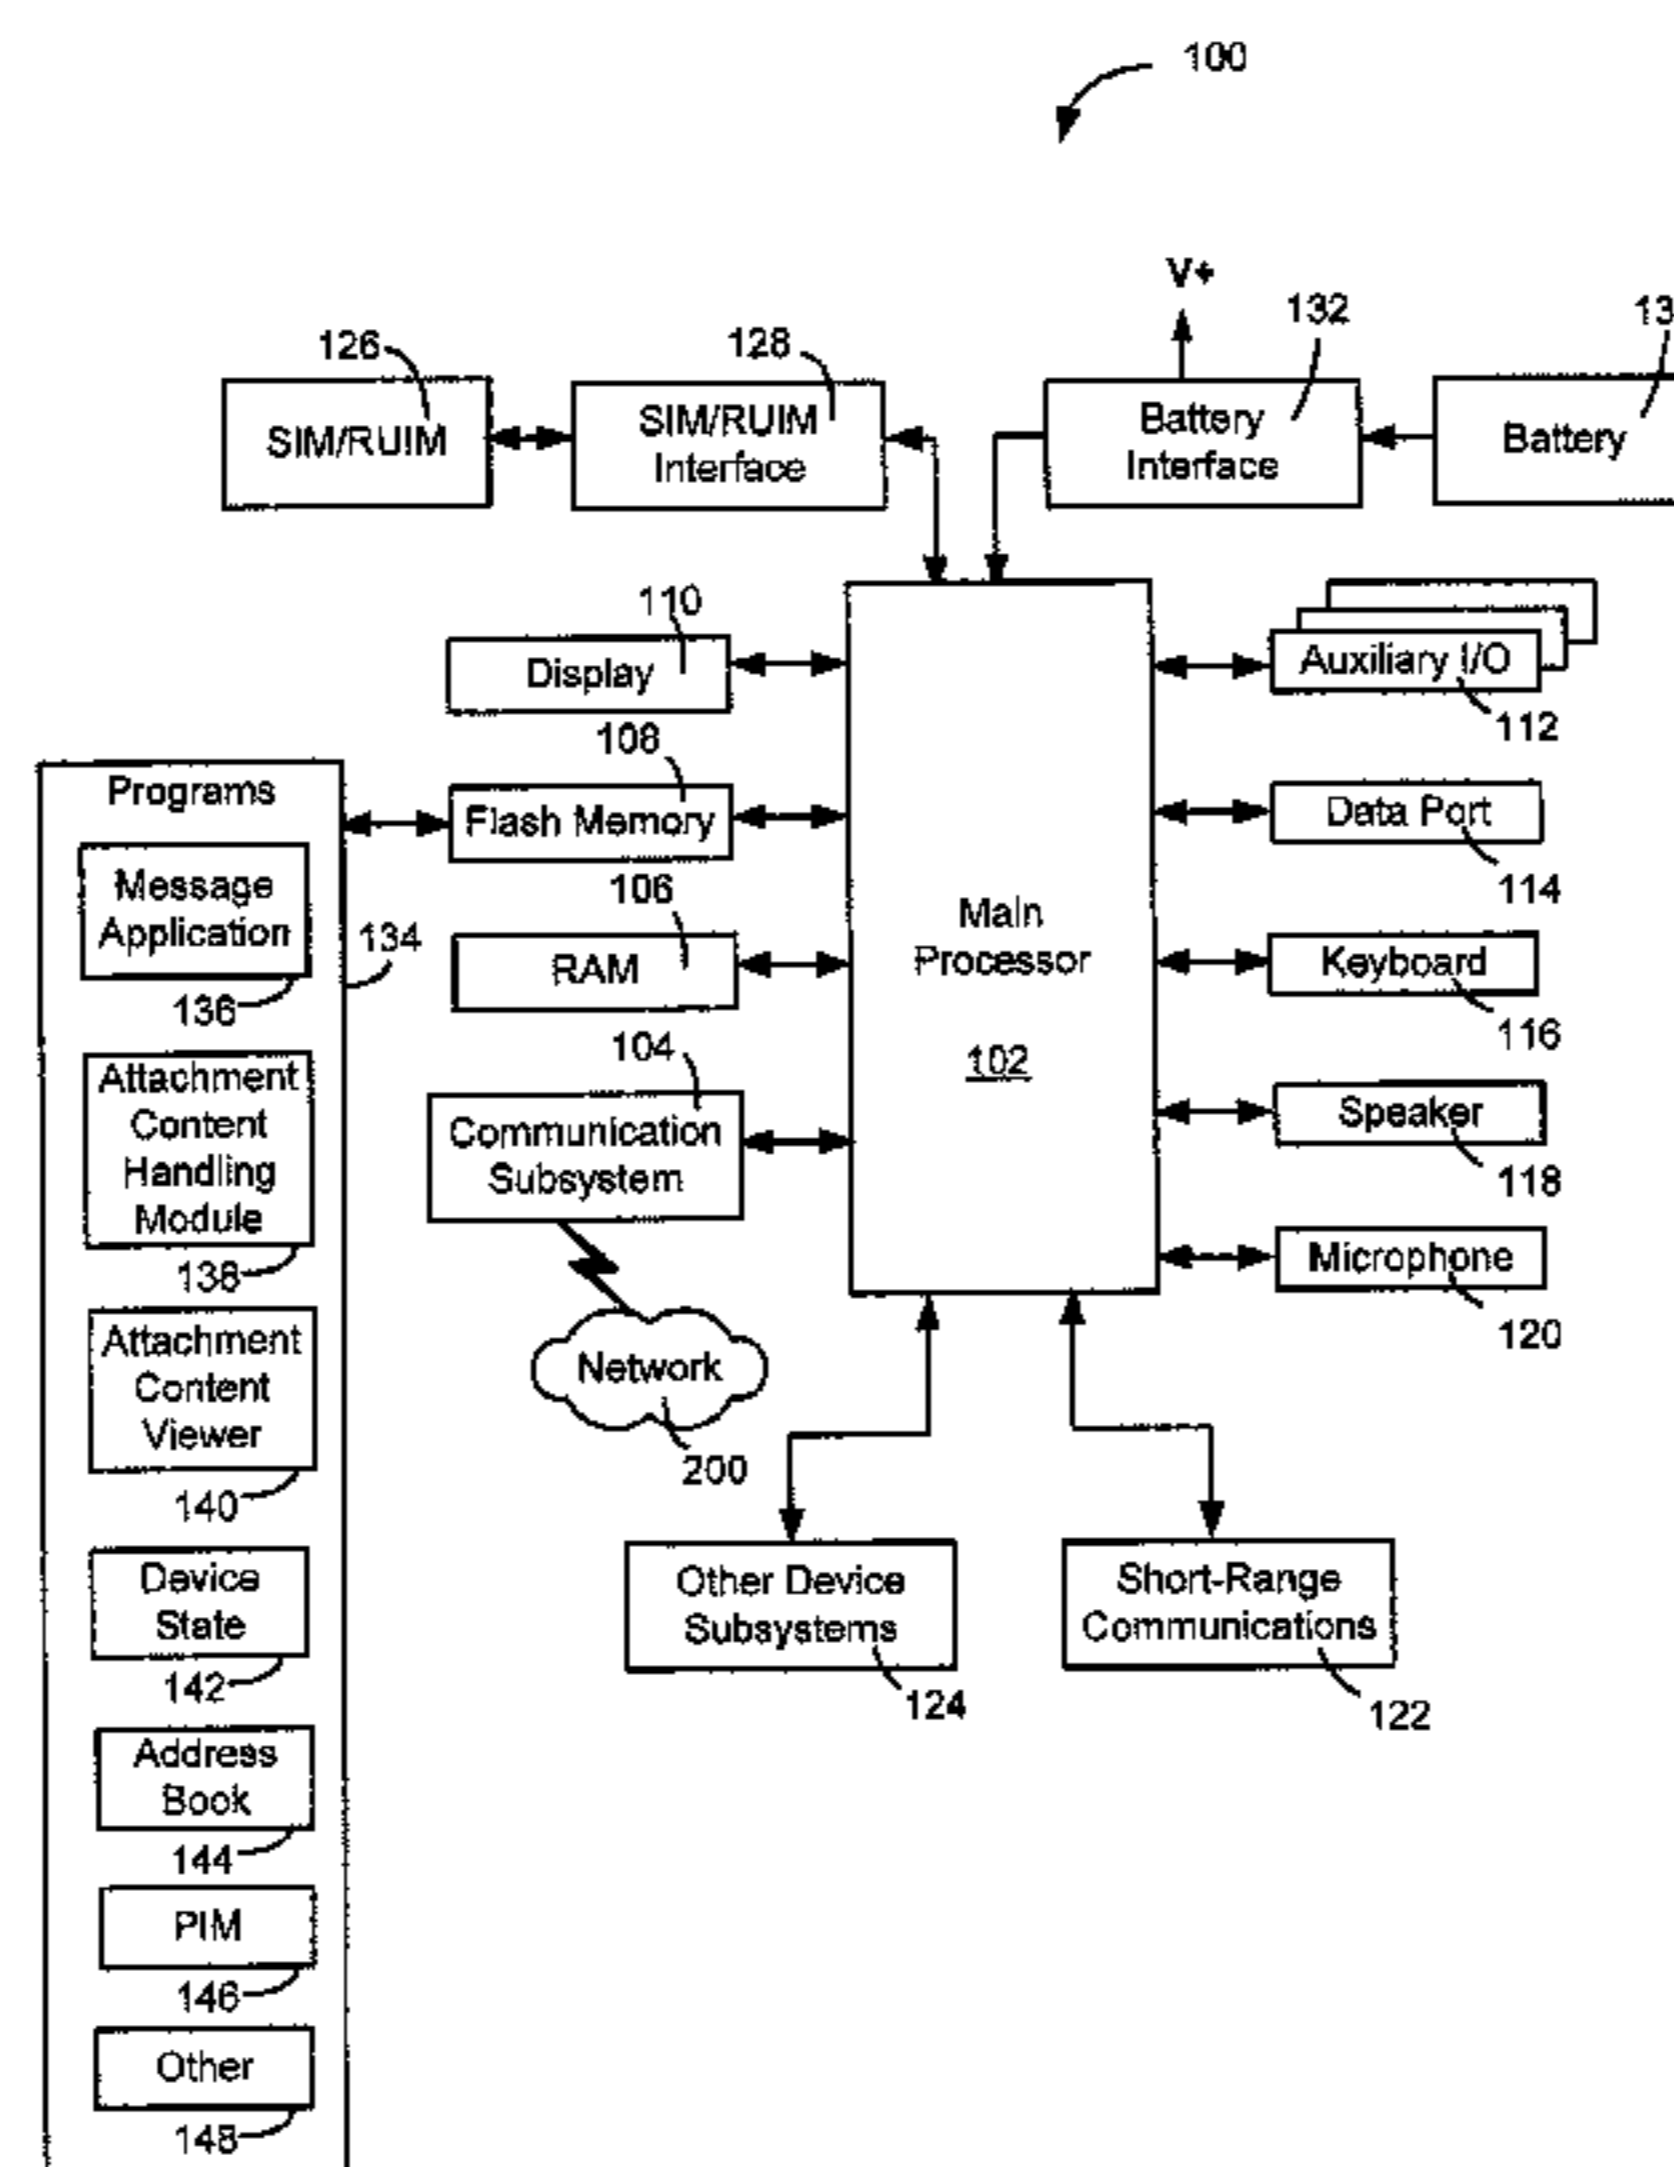 100
V+
132
13
126
128
SIM/RUIM
SIM/RUIM
Interface
Battery
Interface
Battery
110
Display
Auxiliary I/O
112
108
Programs
Flash Memory
Data Port
114
Message
Application
136
134
106
RAM
Main
Processor
102
Keyboard
116
Attachment
Content
Handling
Module
138
104
Communication
Subsystem
Speaker
118
Microphone
120
Attachment
Content
Viewer
140
Network
200
Device
State
142
Other Device
Subsystems
124
Short-Range
Communications
122
Address
Book
144
PIM
146
Other
148